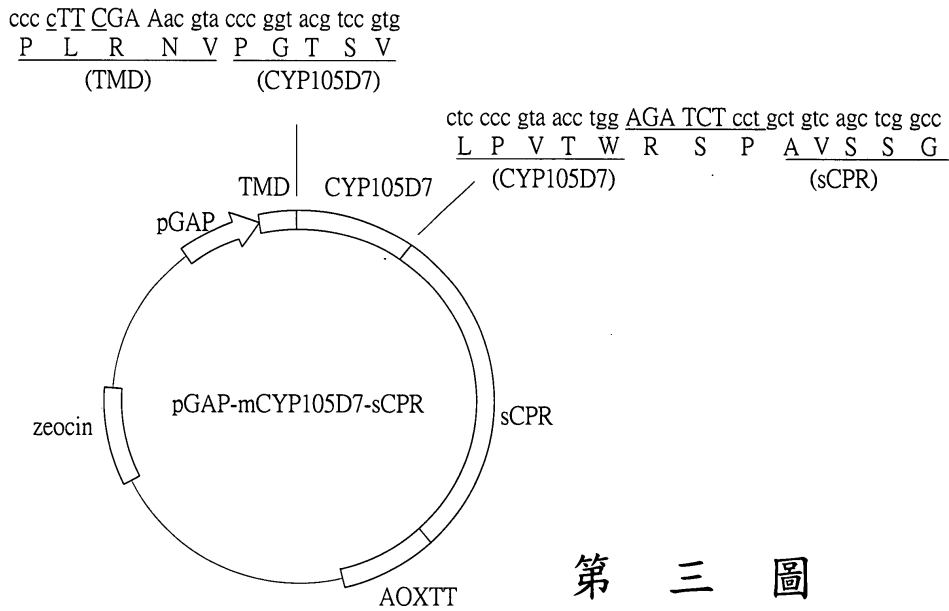 ccc cTT CGA Aac gta ccc ggt acg tcc gtg
P L R N V P G T S V
(TMD) (CYP105D7)
ctc ccc gta acc tgg AGA TCT cct gct gtc agc tcg gcc
L P V T W R S P A V S S G
(CYP105D7) (sCPR)
TMD CYP105D7
pGAP
pGAP-mCYP105D7-sCPR
zeocin
sCPR
AOXTT
第 三 圖